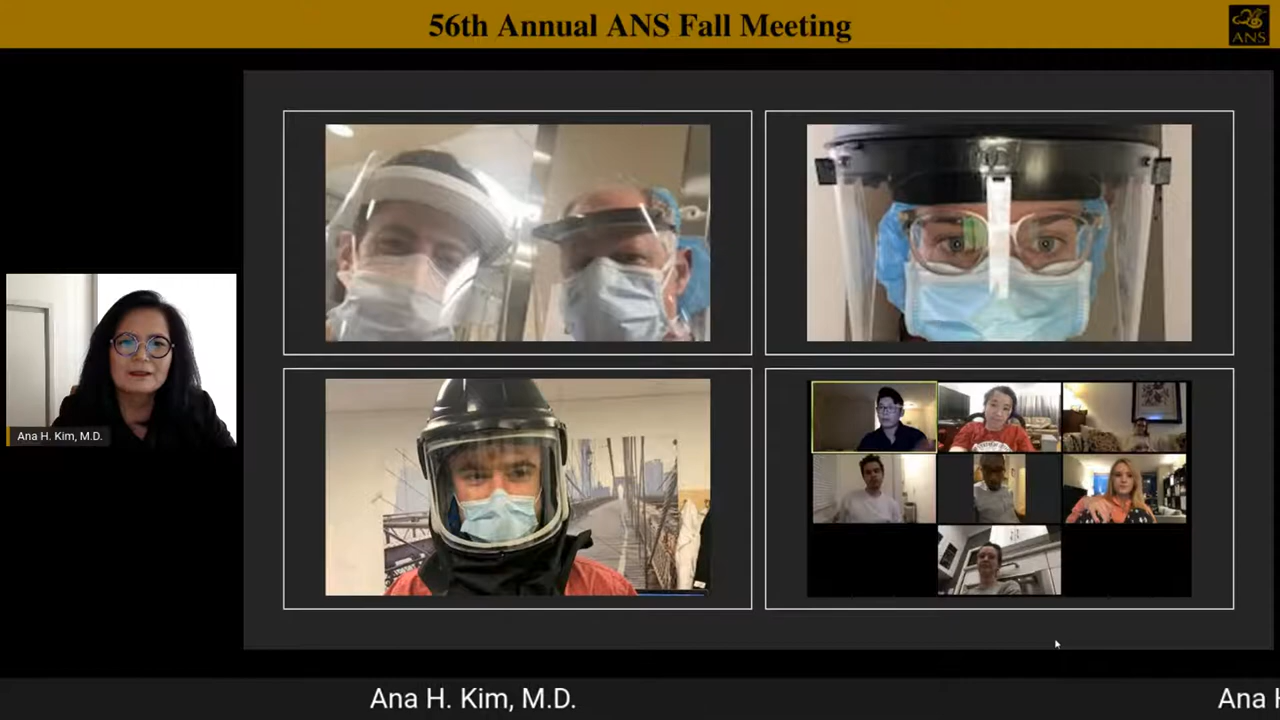 56th Annual ANS Fall Meeting
ANS
Ana H. Kim, M.D.
Ana H. Kim, M.D.
Ana H